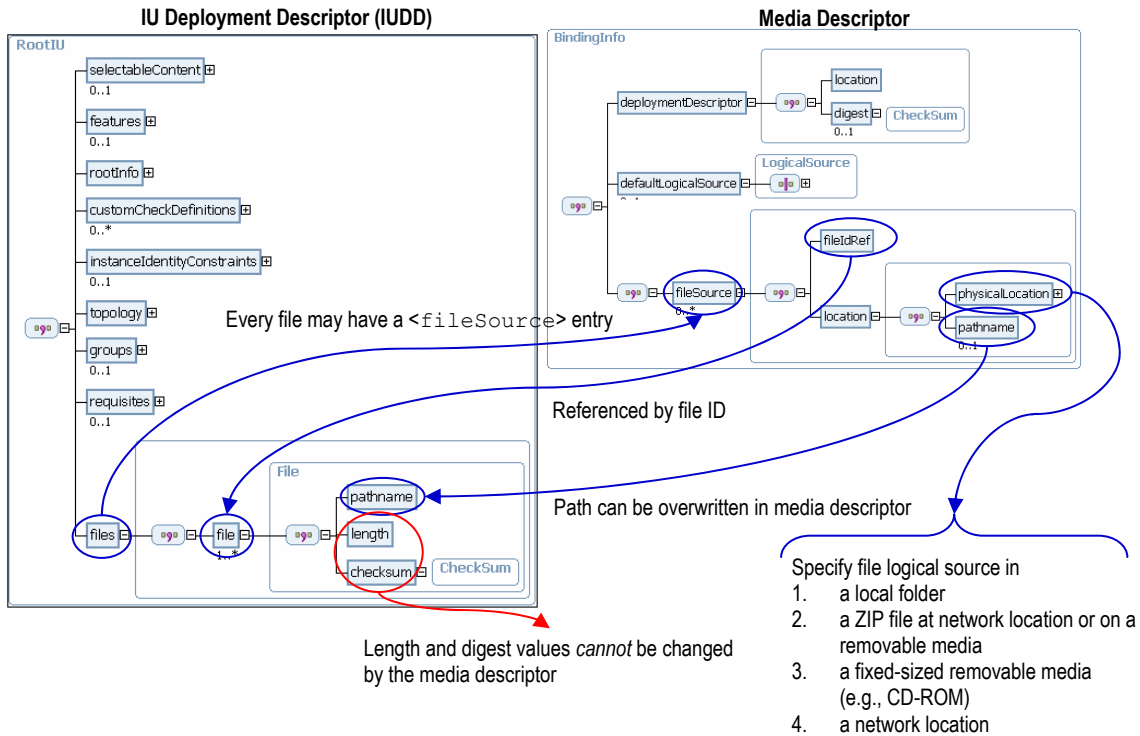 IU Deployment Descriptor (IUDD)
RootIU
selectableContent
0..1
features
0..1
rootInfo
customCheckDefinitions
0..*
instanceIdentityConstraints
0..1
topology
groups
0..1
requisites
0..1
files
file
1..*
File
pathname
length
checksum
CheckSum
Media Descriptor
BindingInfo
deploymentDescriptor
location
digest
0..1
CheckSum
defaultLogicalSource
LogicalSource
fileSource
0..*
fileIdRef
location
physicalLocation
pathname
0..1
Every file may have a <fileSource> entry
Referenced by file ID
Path can be overwritten in media descriptor
Length and digest values cannot be changed
by the media descriptor
Specify file logical source in
1. a local folder
2. a ZIP file at network location or on a
removable media
3. a fixed-sized removable media
(e.g., CD-ROM)
4. a network location